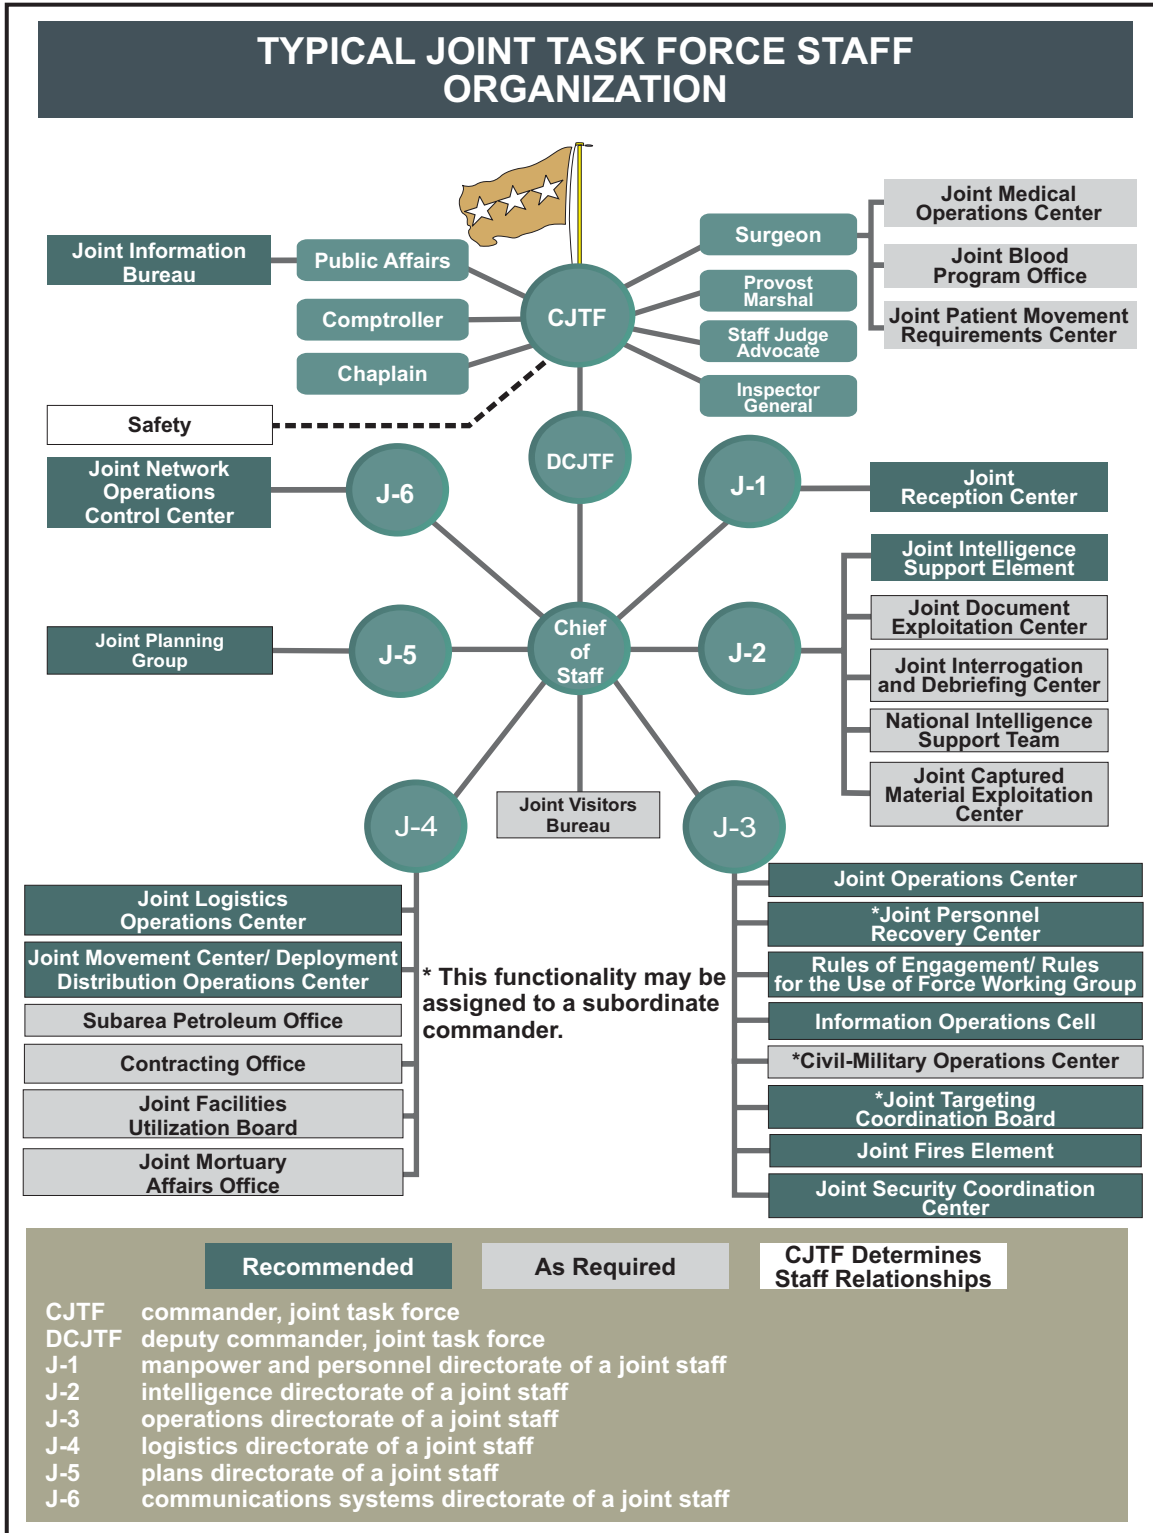 TYPICAL JOINT TASK FORCE STAFF
ORGANIZATION
Joint Information
Bureau
Public Affairs
Comptroller
Chaplain
Safety
CJTF
Surgeon
Provost
Marshal
Staff Judge
Advocate
Inspector
General
Joint Medical
Operations Center
Joint Blood
Program Office
Joint Patient Movement
Requirements Center
DCJTF
Joint Network
Operations
Control Center
J-6
J-1
Joint
Reception Center
Joint Planning
Group
J-5
Chief
of
Staff
J-2
Joint Intelligence
Support Element
Joint Document
Exploitation Center
Joint Interrogation
and Debriefing Center
National Intelligence
Support Team
Joint Captured
Material Exploitation
Center
J-4
Joint Visitors
Bureau
J-3
Joint Logistics
Operations Center
Joint Movement Center/ Deployment
Distribution Operations Center
Subarea Petroleum Office
Contracting Office
Joint Facilities
Utilization Board
Joint Mortuary
Affairs Office
* This functionality may be
assigned to a subordinate
commander.
Joint Operations Center
*Joint Personnel
Recovery Center
Rules of Engagement/ Rules
for the Use of Force Working Group
Information Operations Cell
*Civil-Military Operations Center
*Joint Targeting
Coordination Board
Joint Fires Element
Joint Security Coordination
Center
Recommended
As Required
CJTF Determines
Staff Relationships
CJTF commander, joint task force
DCJTF deputy commander, joint task force
J-1 manpower and personnel directorate of a joint staff
J-2 intelligence directorate of a joint staff
J-3 operations directorate of a joint staff
J-4 logistics directorate of a joint staff
J-5 plans directorate of a joint staff
J-6 communications systems directorate of a joint staff